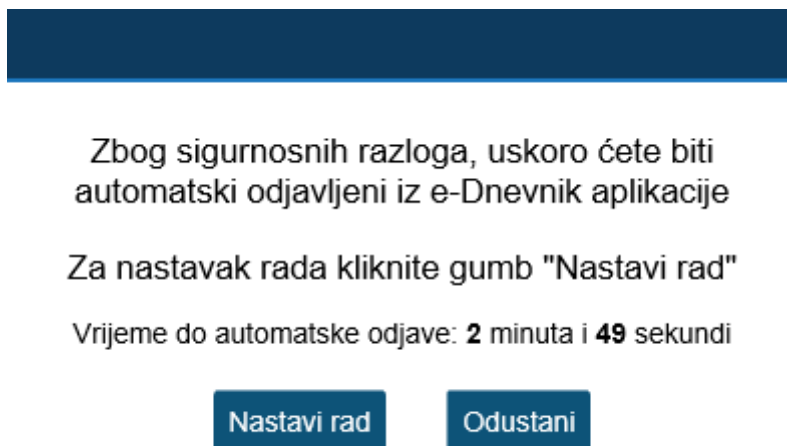 Zbog sigurnosnih razloga, uskoro ćete biti
automatski odjavljeni iz e-Dnevnik aplikacije
Za nastavak rada kliknite gumb "Nastavi rad"
Vrijeme do automatske odjave: 2 minuta i 49 sekundi
Nastavi rad Odustani